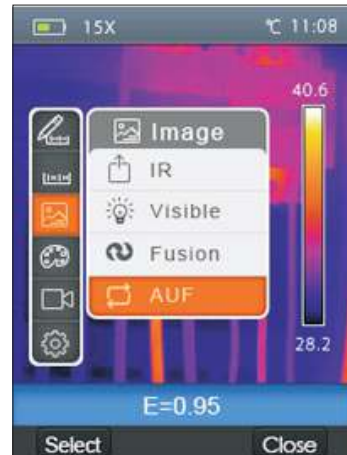 15X ℃ 11:08
40.6
Image
IR
Visible
Fusion
AUF
28.2
E=0.95
Select Close